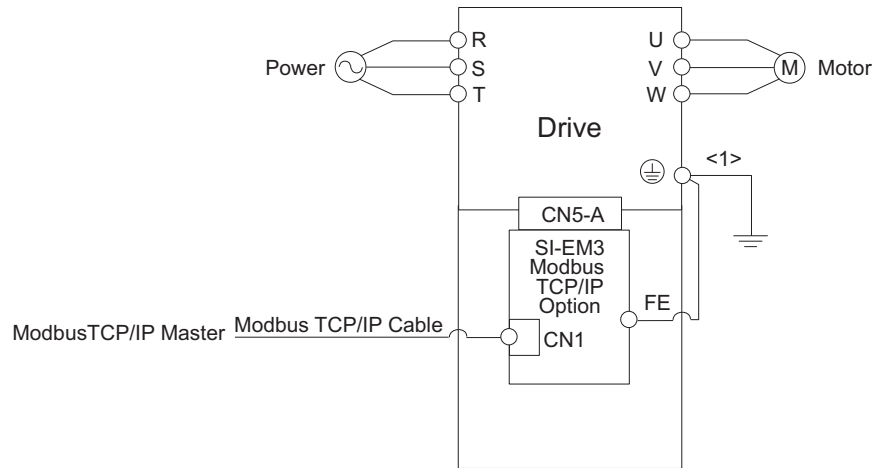 R
U
Power
S
V
M
Motor
T
W
Drive
<1>
CN5-A
SI-EM3
Modbus
TCP/IP
Option
FE
ModbusTCP/IP Master
Modbus TCP/IP Cable
CN1